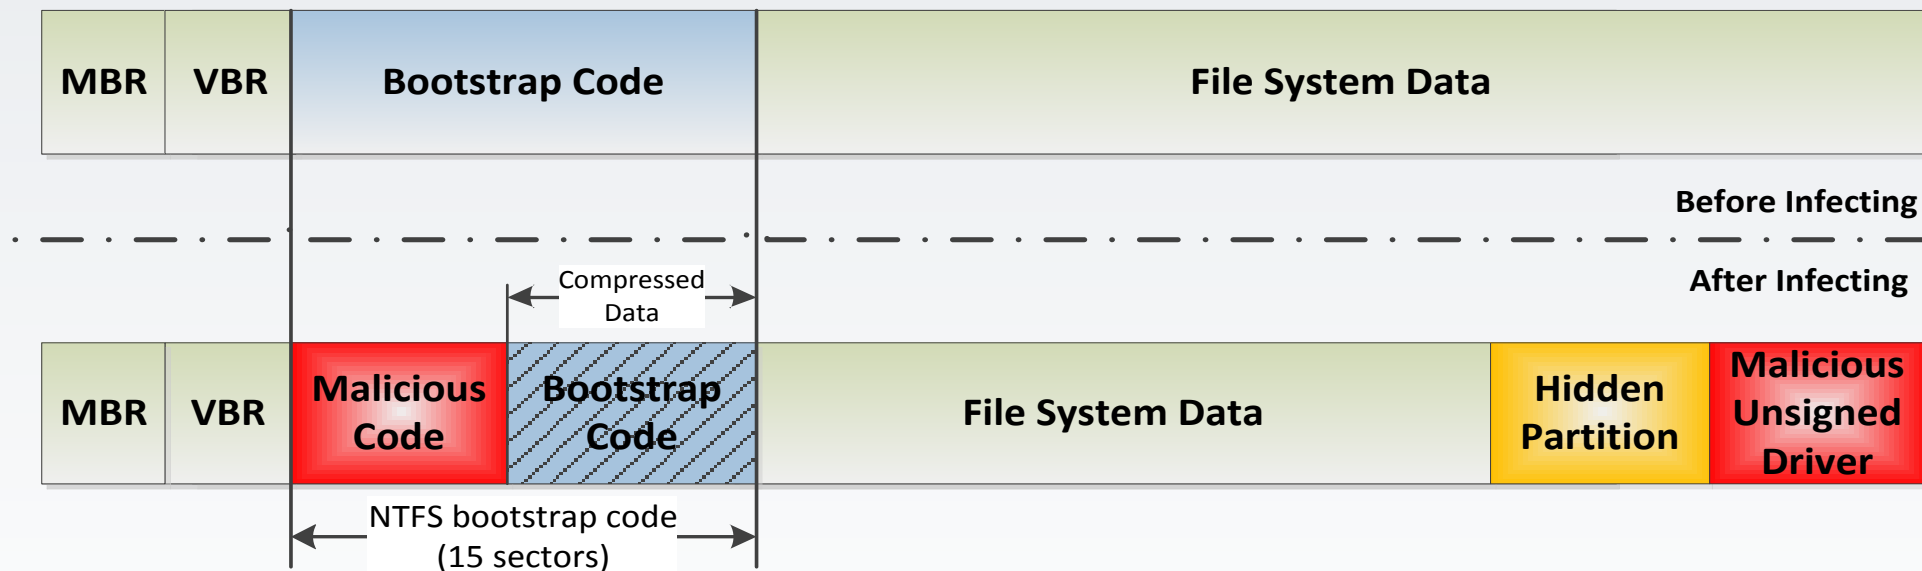 MBR VBR Bootstrap Code File System Data
Before Infecting
After Infecting
Compressed
Data
MBR VBR
Malicious
Code
Bootstrap
Code
File System Data
Hidden
Partition
Malicious
Unsigned
Driver
NTFS bootstrap code
(15 sectors)